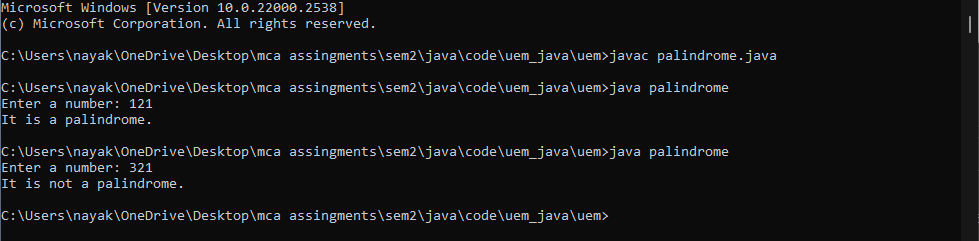 Microsoft Windows [Version 10.0.22000.2538]
(c) Microsoft Corporation. All rights reserved.
C:\Users\nayak\OneDrive\Desktop\mca assingments\sem2\java\code\uem_java\uem>javac palindrome.java
C:\Users\nayak\OneDrive\Desktop\mca assingments\sem2\java\code\uem_java\uem>java palindrome
Enter a number: 121
It is a palindrome.
C:\Users\nayak\OneDrive\Desktop\mca assingments\sem2\java\code\uem_java\uem>java palindrome
Enter a number: 321
It is not a palindrome.
C:\Users\nayak\OneDrive\Desktop\mca assingments\sem2\java\code\uem_java\uem>